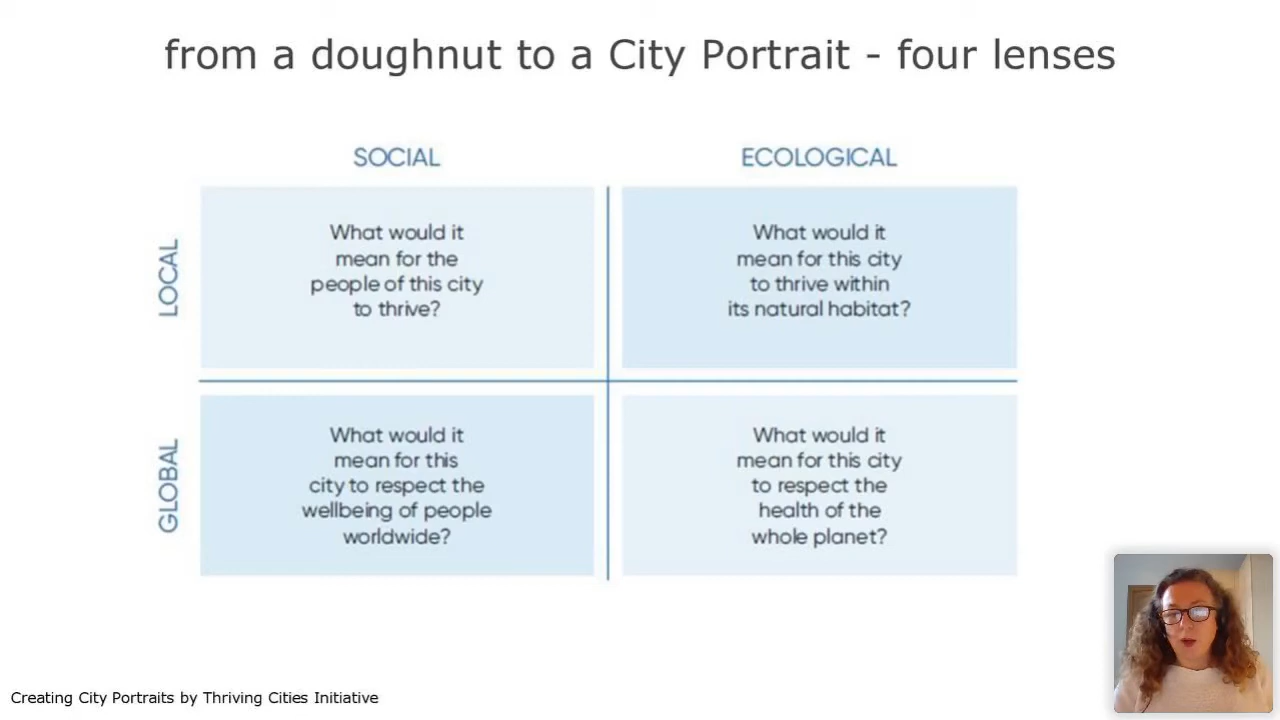 from a doughnut to a City Portrait - four lenses
SOCIAL
ECOLOGICAL
LOCAL
What would it
mean for the
people of this city
to thrive?
What would it
mean for this city
to thrive within
its natural habitat?
GLOBAL
What would it
mean for this
city to respect the
wellbeing of people
worldwide?
What would it
mean for this city
to respect the
health of the
whole planet?
Creating City Portraits by Thriving Cities Initiative